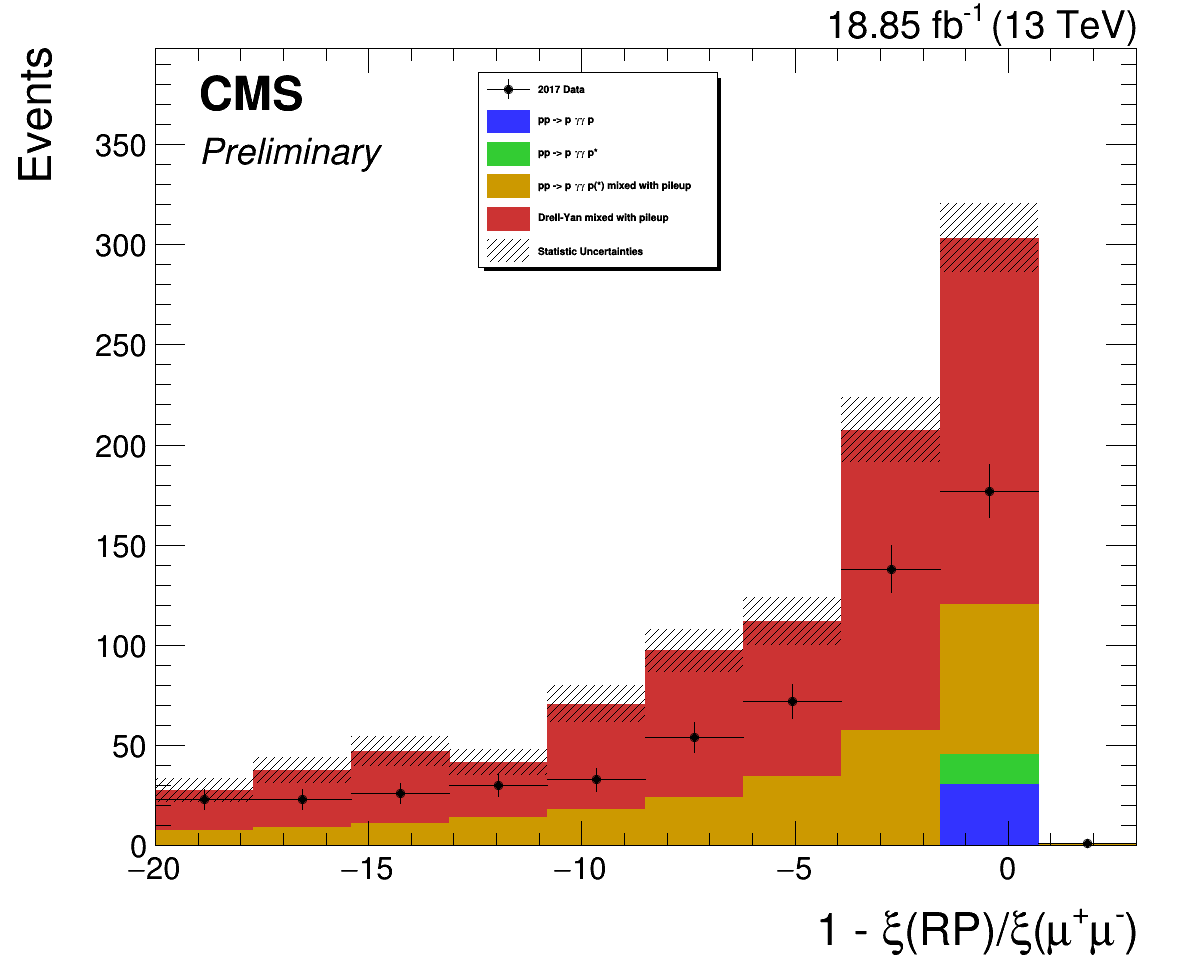 18.85 fb-1 (13 TeV)
Events
CMS
Preliminary
2017 Data
pp -> p γγ p
pp -> p γγ p*
pp -> p γγ p(*) mixed with pileup
Drell-Yan mixed with pileup
Statistic Uncertainties
350
300
250
200
150
100
50
0
−20 −15 −10 −5 0
1 - ξ(RP)/ξ(μ+μ-)